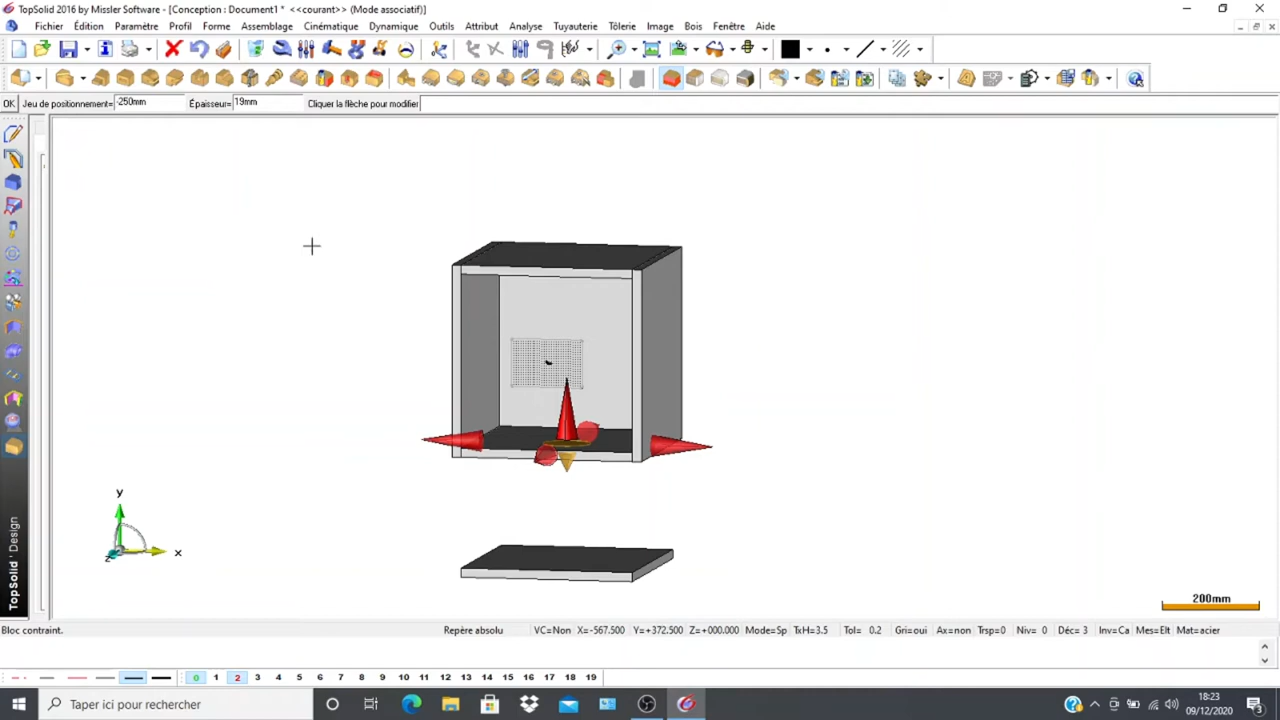 TopSolid 2016 by Missler Software - [Conception : Document1 * <<courant>> (Mode associatif)]
Fichier Édition Paramètre Profil Forme Assemblage Cinématique Dynamique Outils Attribut Analyse Tuyauterie Tôlerie Image Bois Fenêtre Aide
OK Jeu de positionnement= -250mm Épaisseur= 19mm Cliquer la flèche pour modifier
y
x
z
TopSolid'Design
200mm
Bloc contraint. Repère absolu VC=Non X=-567.500 Y=+372.500 Z=+000.000 Mode=Sp TxH=3.5 Tol= 0.2 Gri=oui Ax=non Trsp=0 Niv= 0 Déc= 3 Inv=Ca Mes=Elt Mat=acier
0 1 2 3 4 5 6 7 8 9 10 11 12 13 14 15 16 17 18 19
Taper ici pour rechercher
18:23
09/12/2020
3